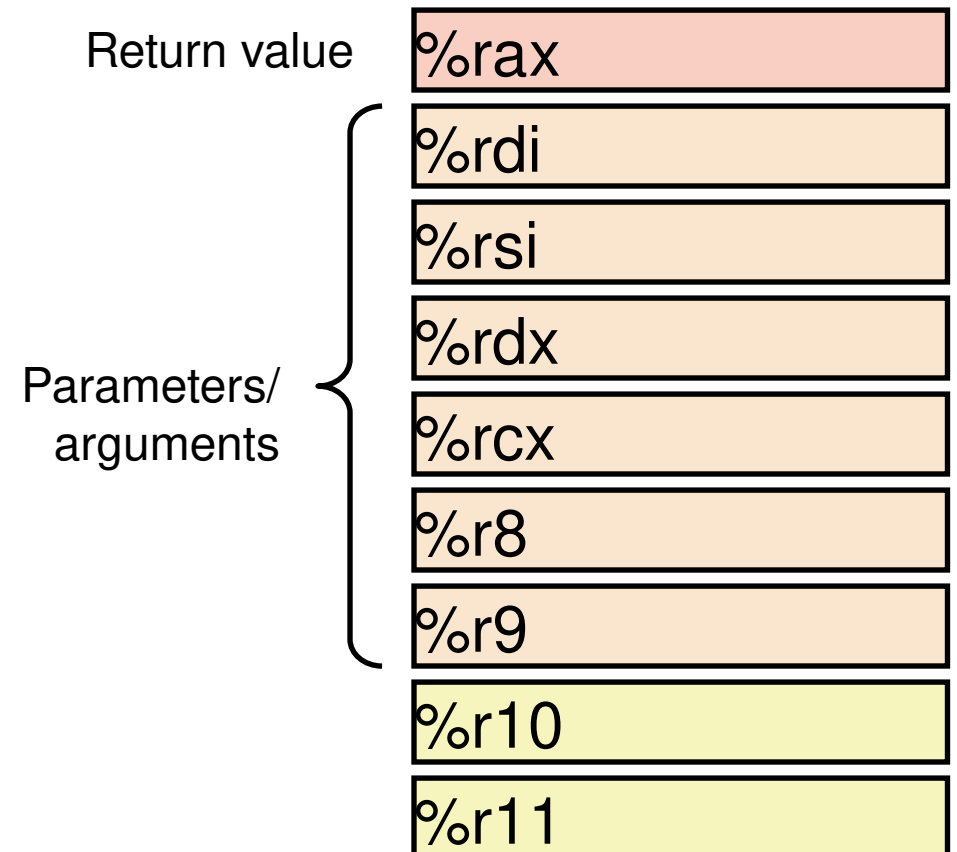 Return value %rax
%rdi
%rsi
%rdx
Parameters/
arguments
%rcx
%r8
%r9
%r10
%r11